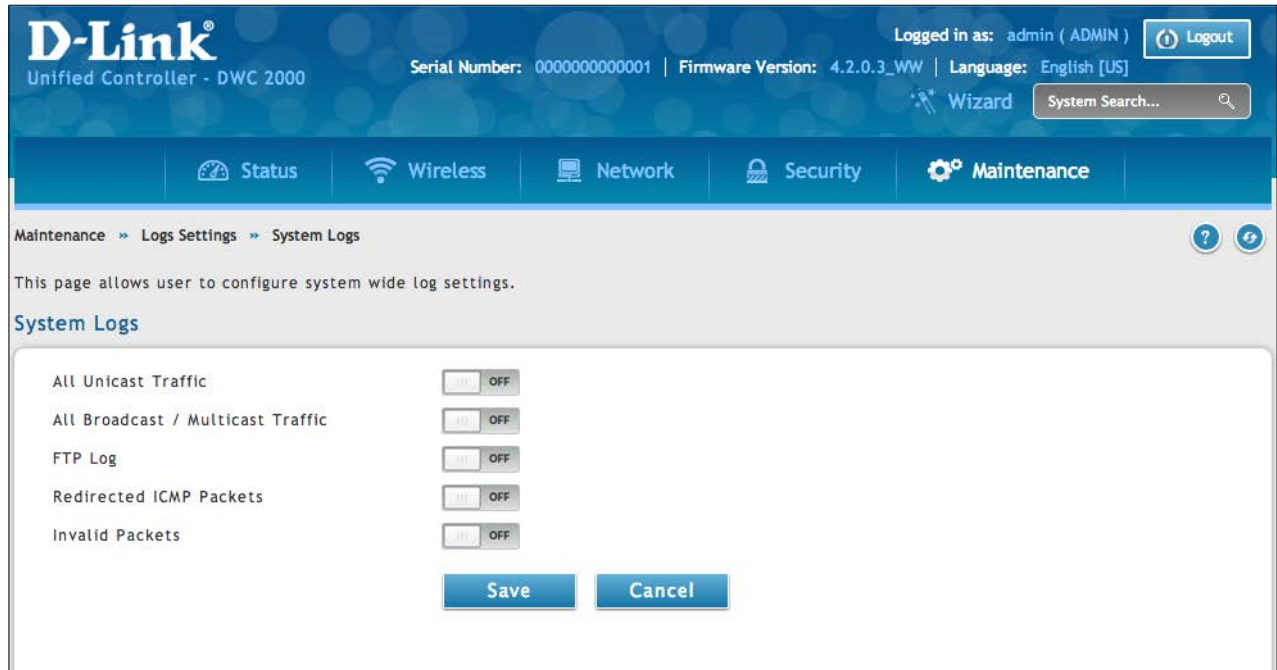 D-Link
Unified Controller - DWC 2000
Logged in as: admin ( ADMIN ) Logout
Serial Number: 0000000000001 | Firmware Version: 4.2.0.3_WW | Language: English [US]
Wizard System Search...
Status Wireless Network Security Maintenance
Maintenance » Logs Settings » System Logs ?
This page allows user to configure system wide log settings.
System Logs
All Unicast Traffic OFF
All Broadcast / Multicast Traffic OFF
FTP Log OFF
Redirected ICMP Packets OFF
Invalid Packets OFF
Save Cancel